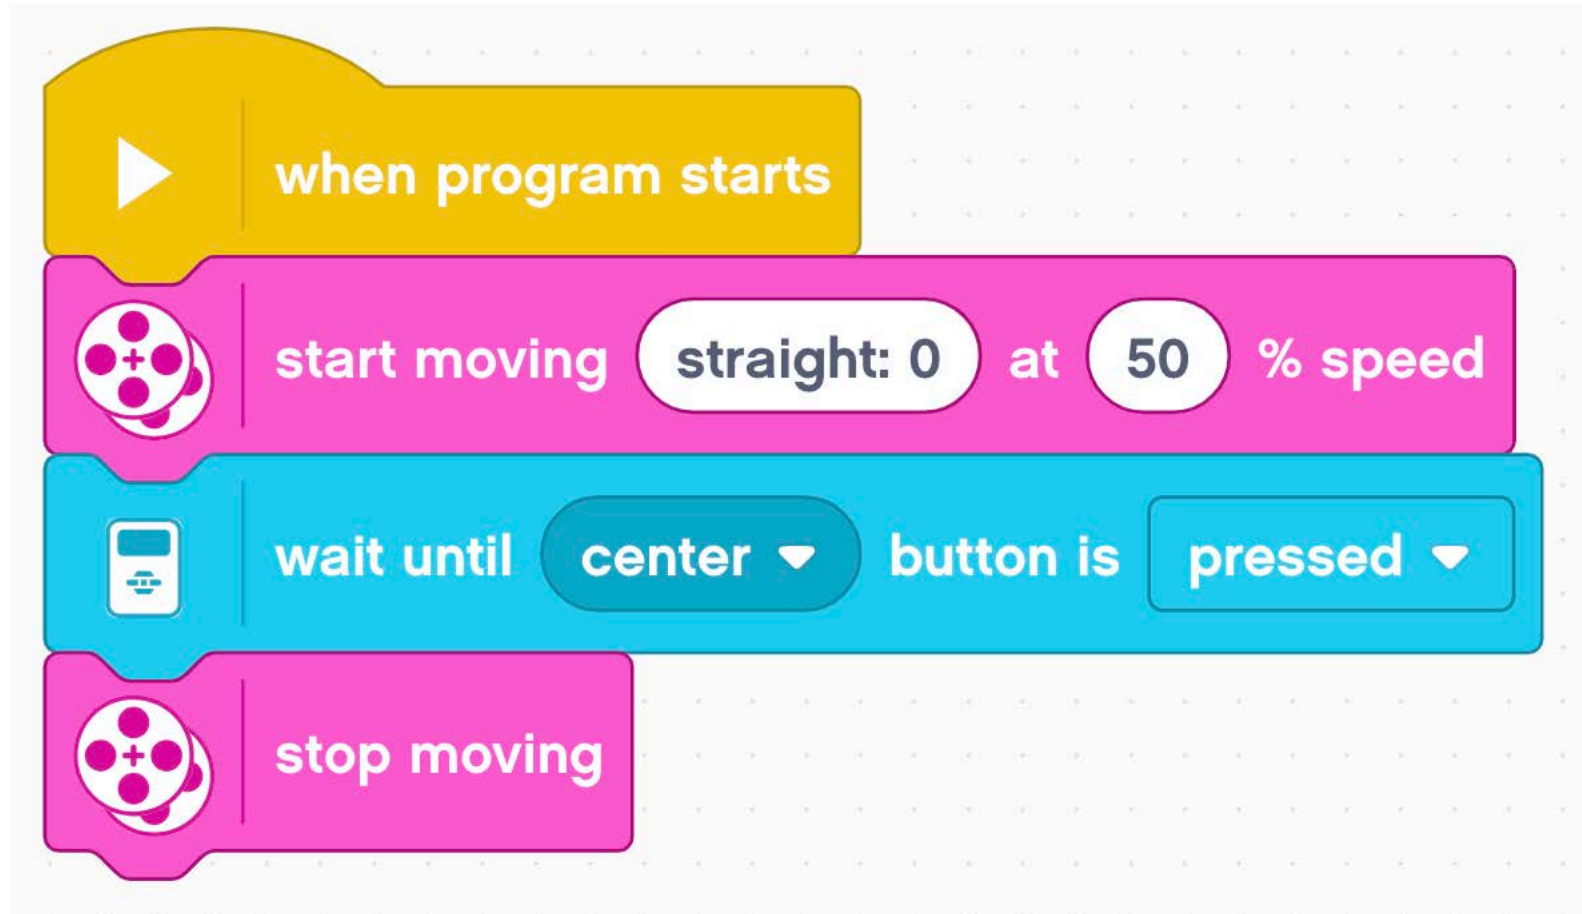 when program starts
start moving straight: 0 at 50 % speed
wait until center button is pressed
stop moving